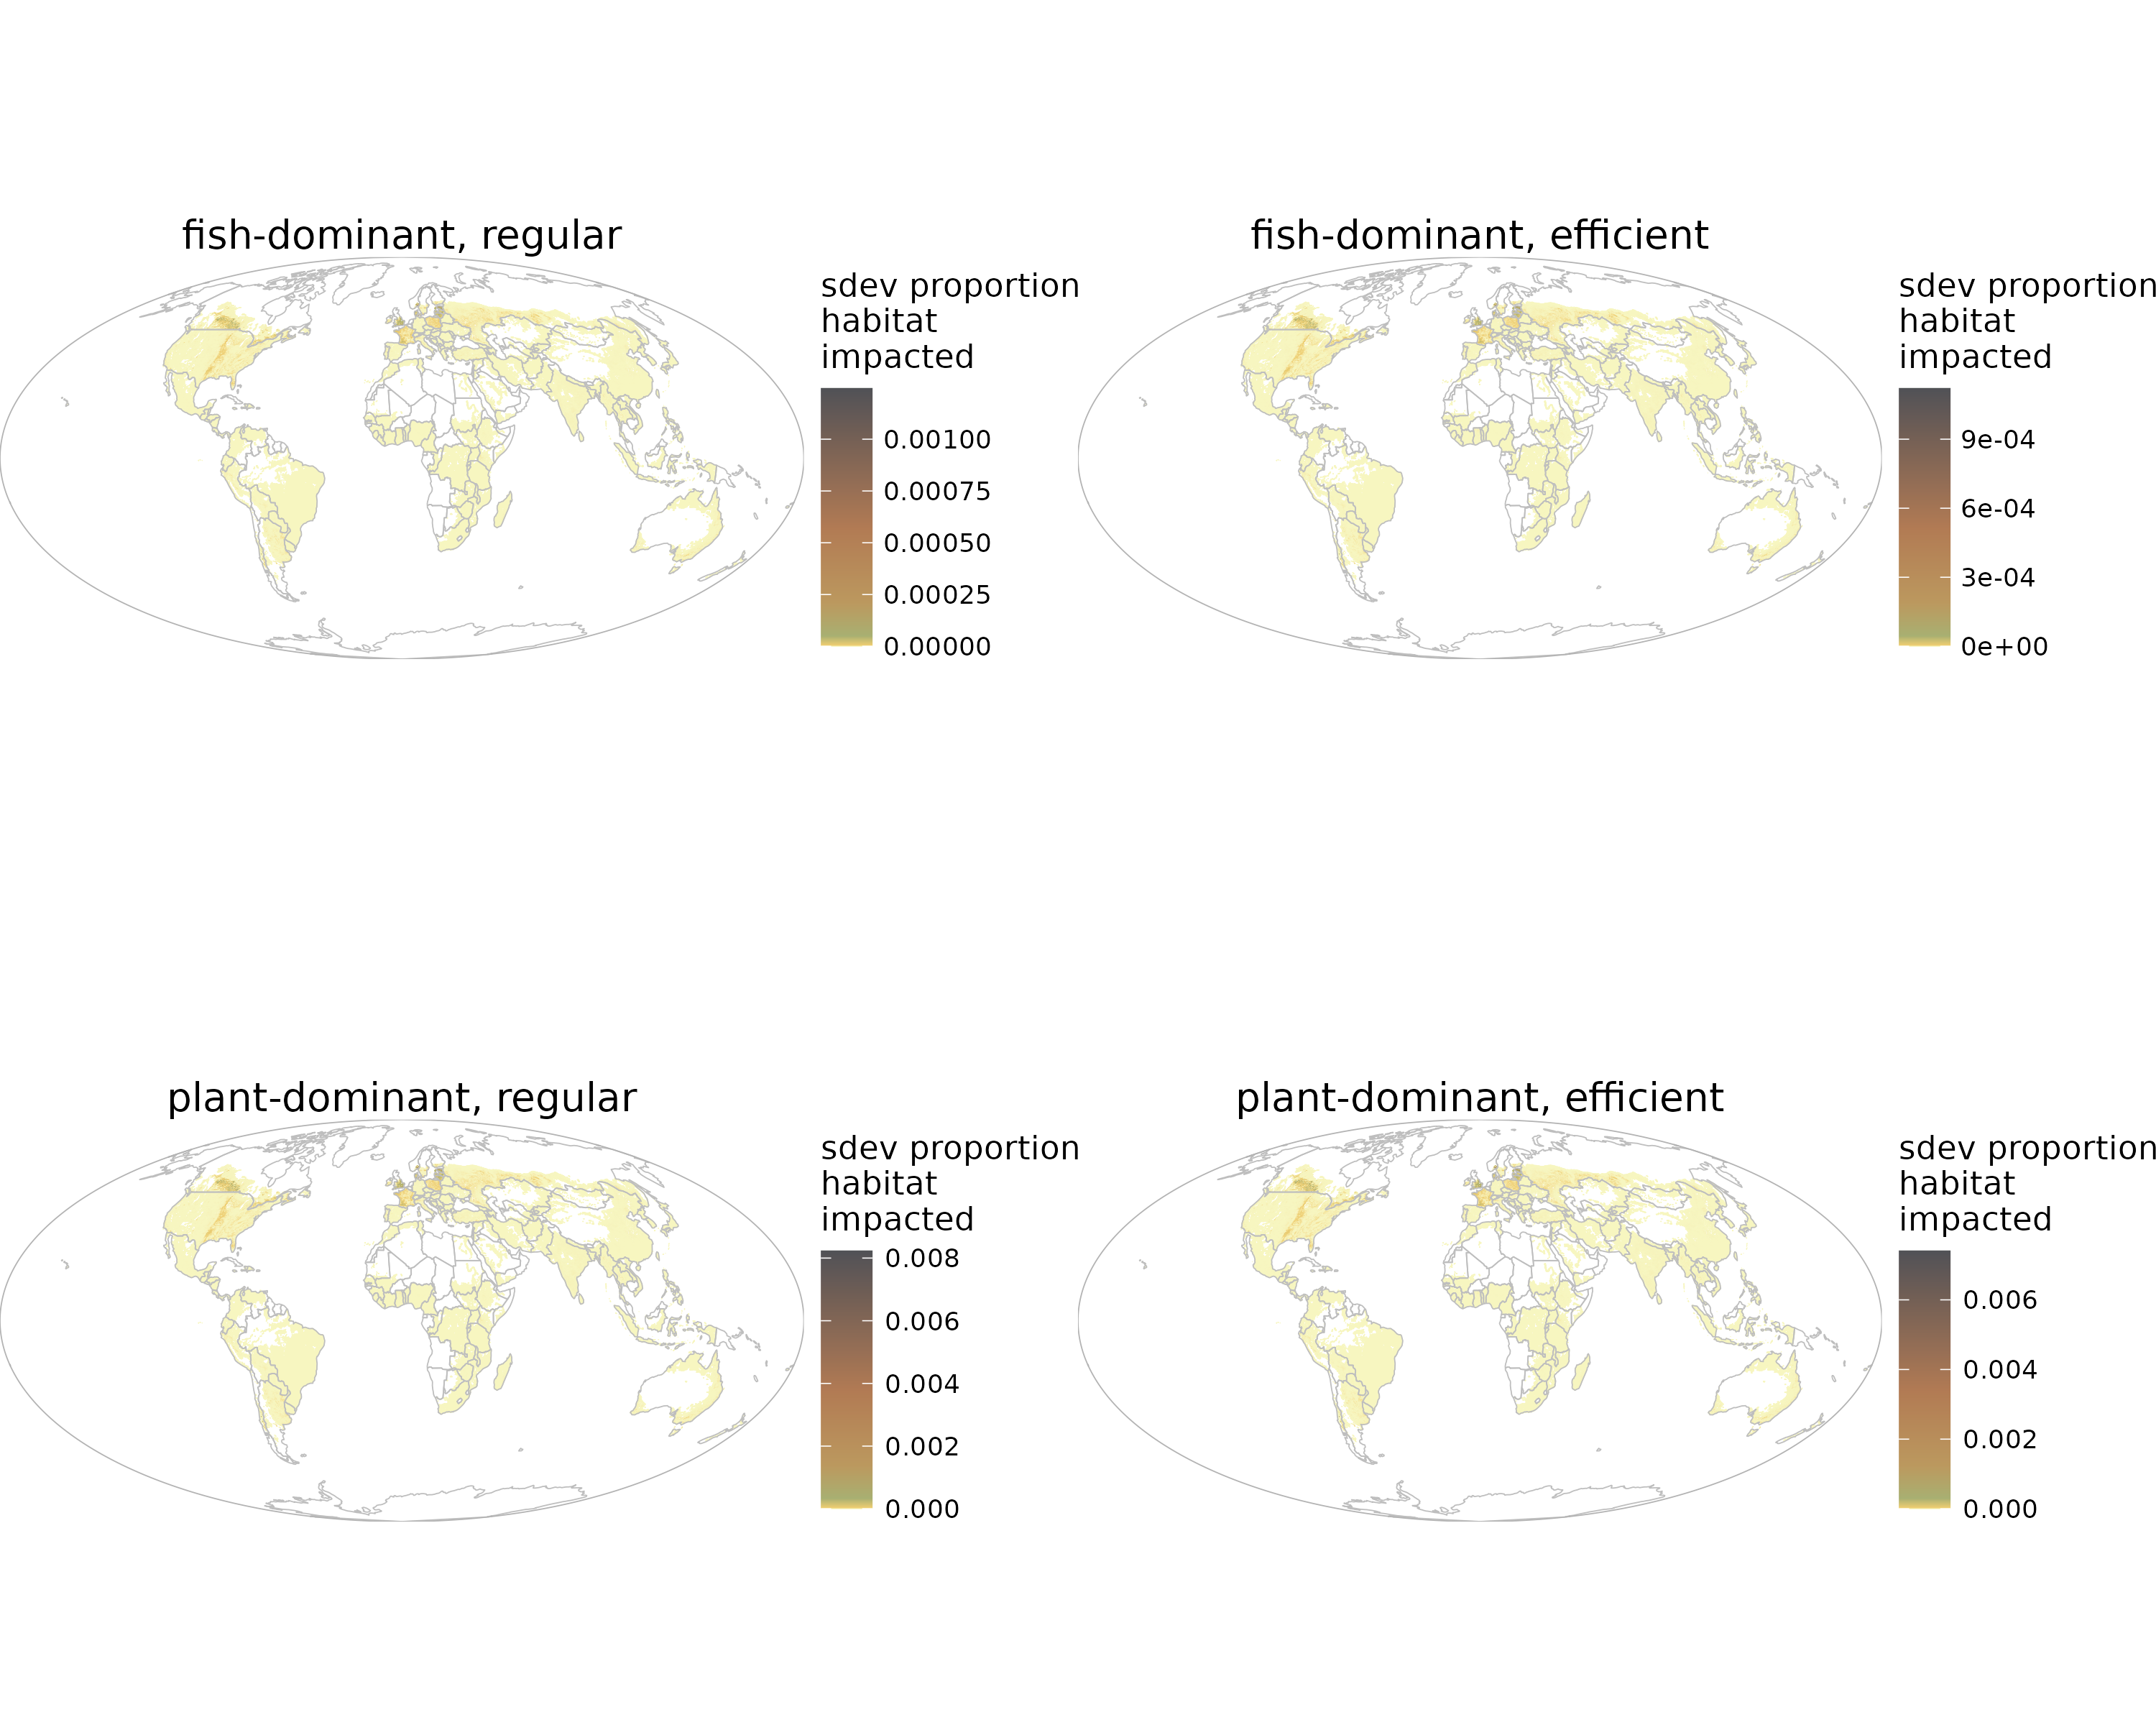 fish-dominant, regular
sdev proportion
habitat
impacted
0.00100
0.00075
0.00050
0.00025
0.00000
fish-dominant, efficient
sdev proportion
habitat
impacted
9e-04
6e-04
3e-04
0e+00
plant-dominant, regular
sdev proportion
habitat
impacted
0.008
0.006
0.004
0.002
0.000
plant-dominant, efficient
sdev proportion
habitat
impacted
0.006
0.004
0.002
0.000